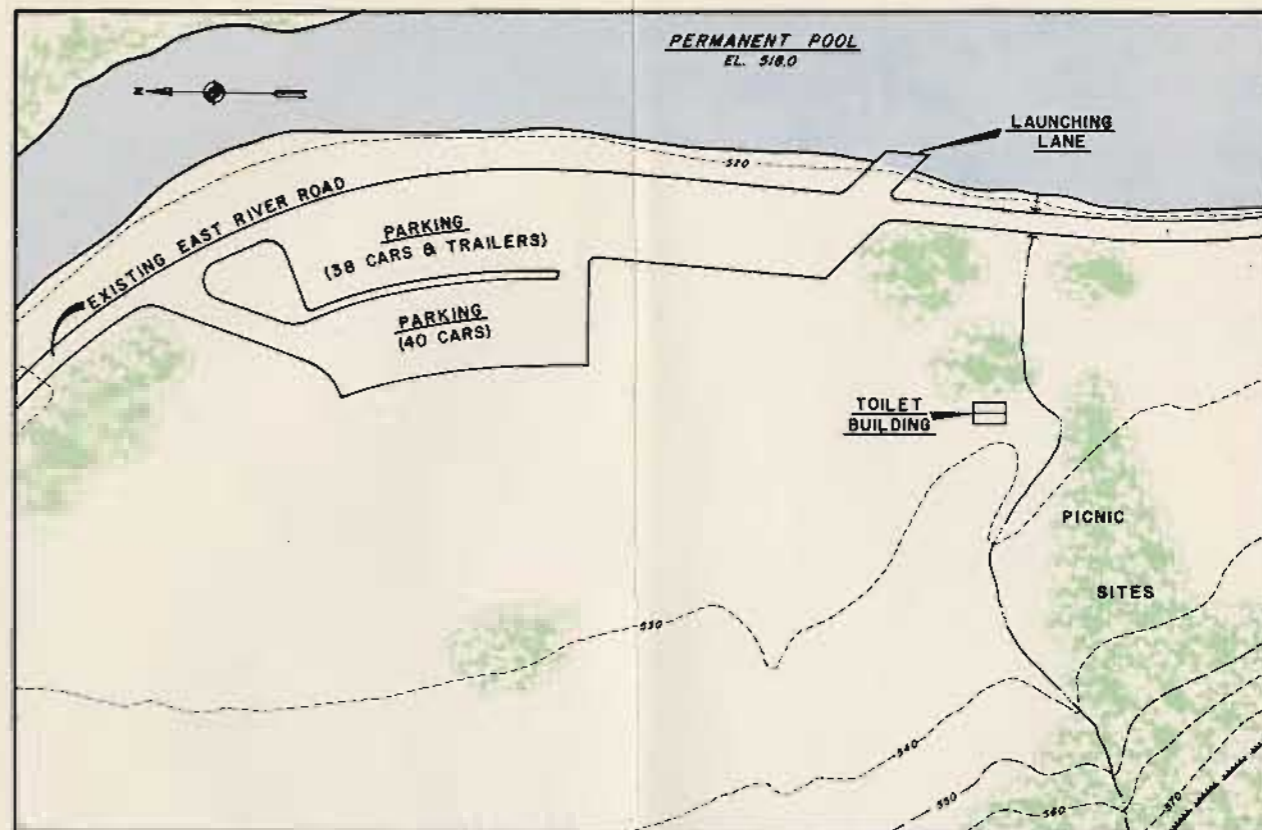 PERMANENT POOL
EL. 518.0
N
LAUNCHING
LANE
520
EXISTING EAST RIVER ROAD
PARKING
(38 CARS & TRAILERS)
PARKING
(40 CARS)
TOILET
BUILDING
PICNIC
SITES
530
540
550
560
570